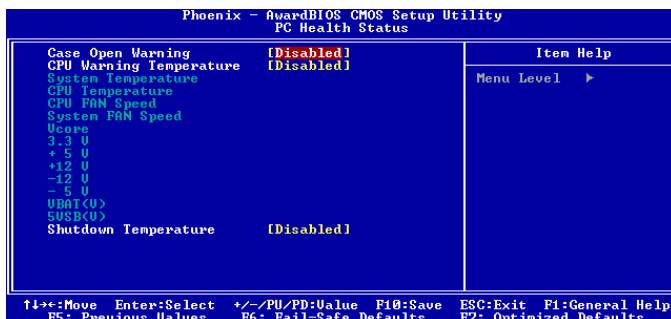 Phoenix - AwardBIOS CMOS Setup Utility
PC Health Status
Case Open Warning [Disabled]
CPU Warning Temperature [Disabled]
System Temperature
CPU Temperature
CPU FAN Speed
System FAN Speed
Vcore
3.3 V
+ 5 V
+12 V
-12 V
- 5 V
VBAT(V)
5VSB(V)
Shutdown Temperature [Disabled]
Item Help
Menu Level ▶
↑↓→←:Move Enter:Select +/-/PU/PD:Value F10:Save ESC:Exit F1:General Help
F5: Previous Values F6: Fail-Safe Defaults F7: Optimized Defaults